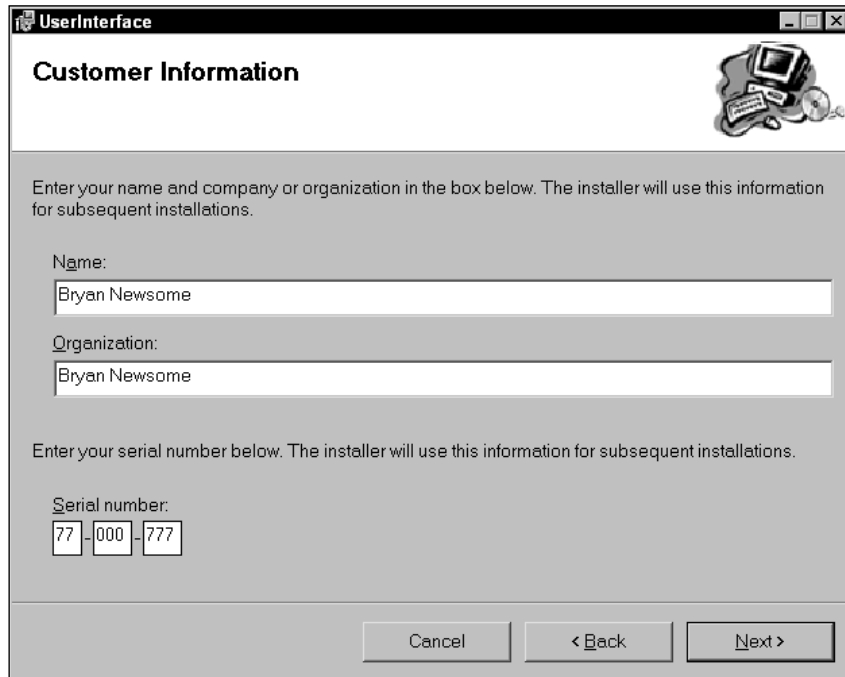 UserInterface
Customer Information
Enter your name and company or organization in the box below. The installer will use this information
for subsequent installations.
Name:
Bryan Newsome
Organization:
Bryan Newsome
Enter your serial number below. The installer will use this information for subsequent installations.
Serial number:
77 - 000 - 777
Cancel < Back Next >